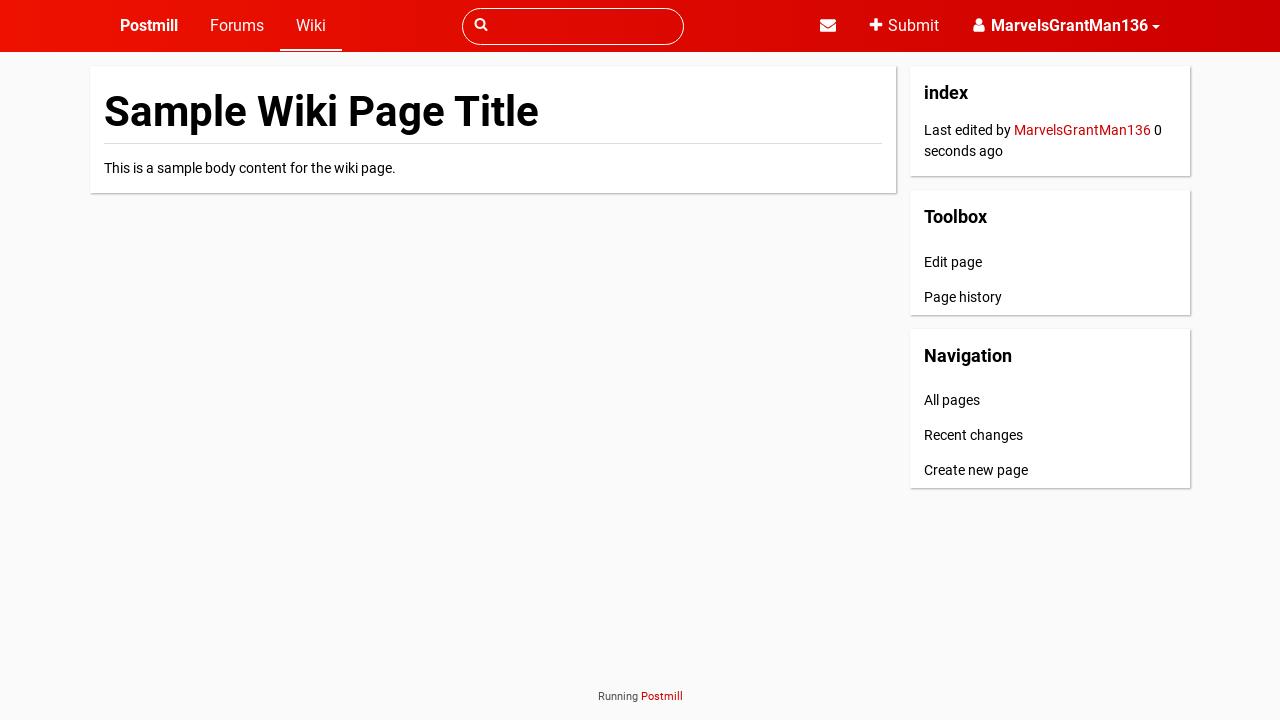 Postmill Forums Wiki Submit MarvelsGrantMan136
Sample Wiki Page Title
This is a sample body content for the wiki page.
index
Last edited by MarvelsGrantMan136 0
seconds ago
Toolbox
Edit page
Page history
Navigation
All pages
Recent changes
Create new page
Running Postmill